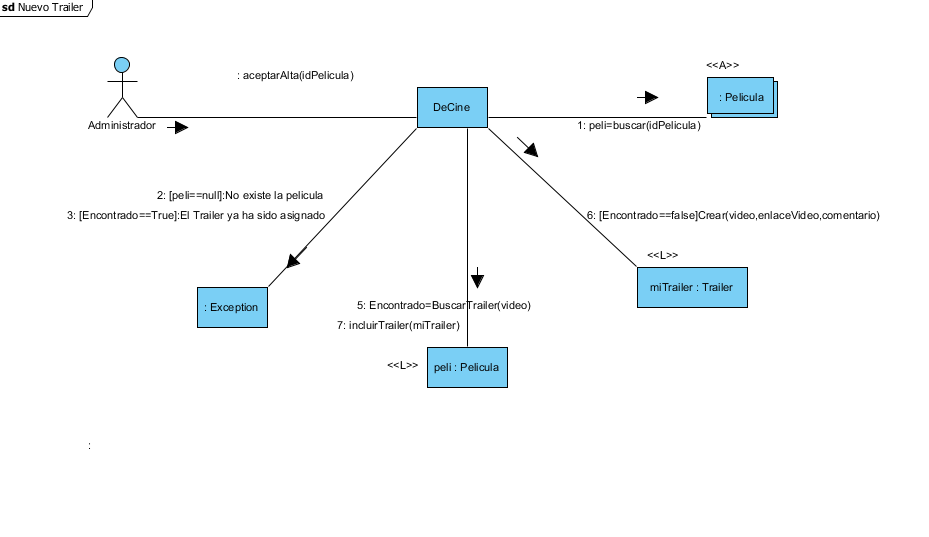 sd Nuevo Trailer
<<A>>
: aceptarAlta(idPelicula)
: Pelicula
DeCine
Administrador
1: peli=buscar(idPelicula)
2: [peli==null]:No existe la pelicula
3: [Encontrado==True]:El Trailer ya ha sido asignado
6: [Encontrado==false]Crear(video,enlaceVideo,comentario)
<<L>>
miTrailer : Trailer
: Exception
5: Encontrado=BuscarTrailer(video)
7: incluirTrailer(miTrailer)
<<L>>
peli : Pelicula
: